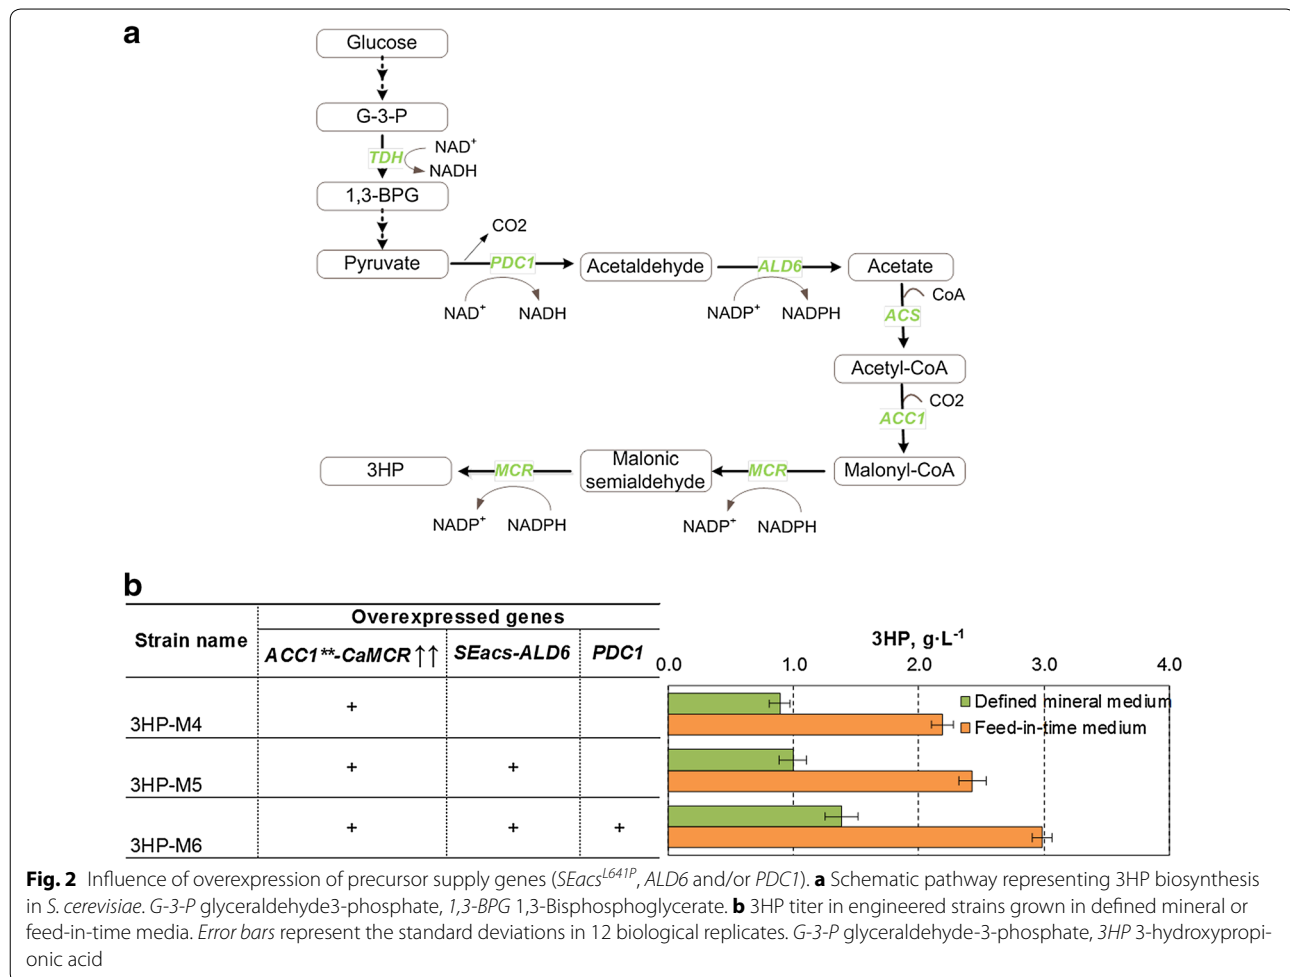 a
Glucose
G-3-P
TDH
NAD+
NADH
1,3-BPG
CO2
Pyruvate
PDC1
Acetaldehyde
ALD6
Acetate
NAD+
NADH
NADP+
NADPH
CoA
ACS
Acetyl-CoA
CO2
ACC1
3HP
MCR
Malonic
semialdehyde
MCR
Malonyl-CoA
NADP+
NADPH
NADP+
NADPH
b
Strain name
Overexpressed genes
ACC1**-CaMCR↑↑
SEacs-ALD6
PDC1
3HP, g·L-1
0.0 1.0 2.0 3.0 4.0
3HP-M4 +
3HP-M5 + +
3HP-M6 + + +
Defined mineral medium
Feed-in-time medium
Fig. 2 Influence of overexpression of precursor supply genes (SEacsL641P, ALD6 and/or PDC1). a Schematic pathway representing 3HP biosynthesis
in S. cerevisiae. G-3-P glyceraldehyde3-phosphate, 1,3-BPG 1,3-Bisphosphoglycerate. b 3HP titer in engineered strains grown in defined mineral or
feed-in-time media. Error bars represent the standard deviations in 12 biological replicates. G-3-P glyceraldehyde-3-phosphate, 3HP 3-hydroxypropi-
onic acid